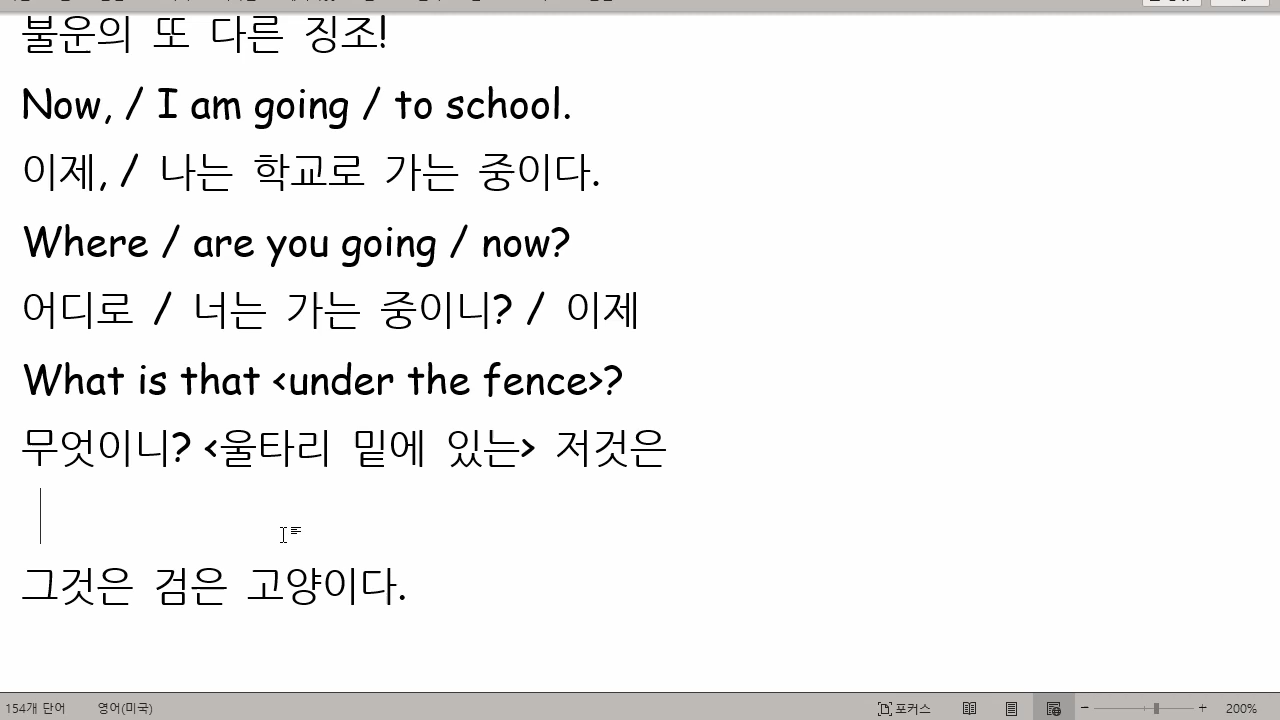 불운의 또 다른 징조!
Now, / I am going / to school.
이제, / 나는 학교로 가는 중이다.
Where / are you going / now?
어디로 / 너는 가는 중이니? / 이제
What is that <under the fence>?
무엇이니? <울타리 밑에 있는> 저것은
그것은 검은 고양이다.
154개 단어 영어(미국) 포커스 200%